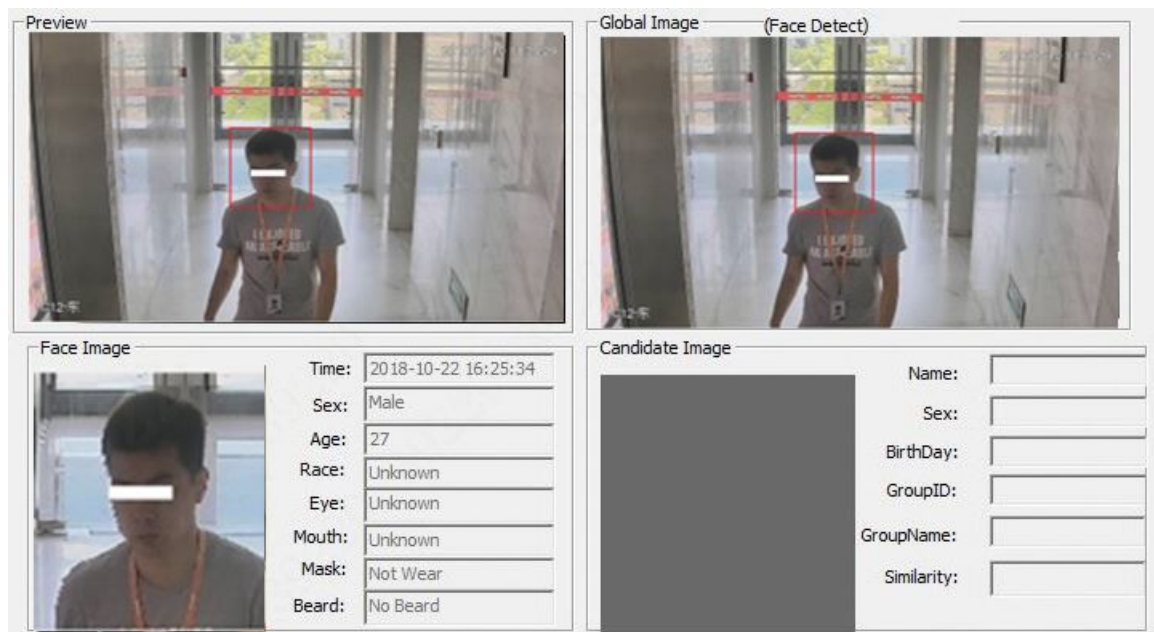 Preview
Global Image (Face Detect)
Face Image
Time: 2018-10-22 16:25:34
Sex: Male
Age: 27
Race: Unknown
Eye: Unknown
Mouth: Unknown
Mask: Not Wear
Beard: No Beard
Candidate Image
Name:
Sex:
BirthDay:
GroupID:
GroupName:
Similarity: